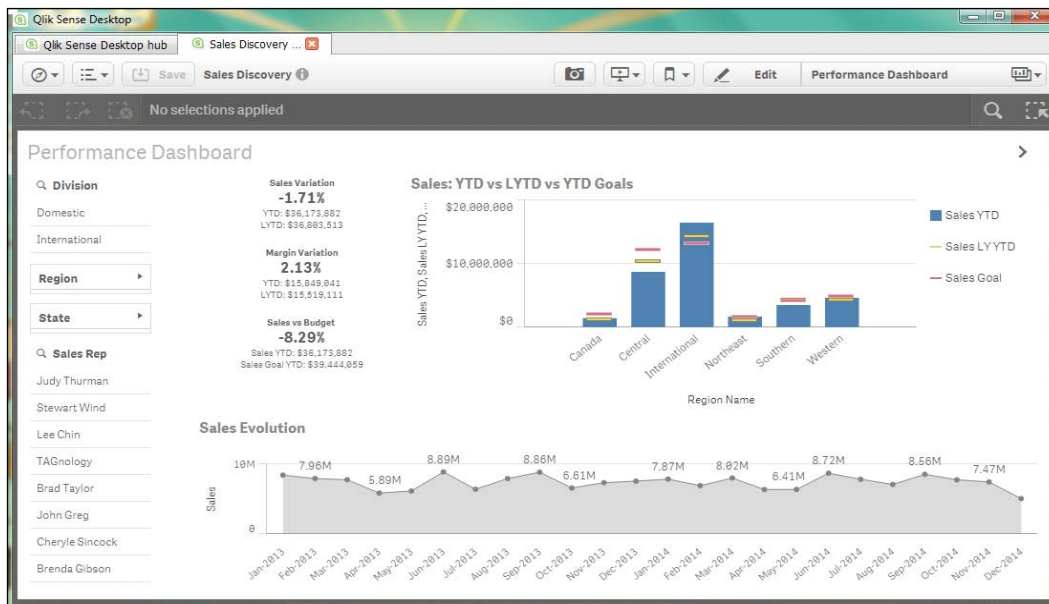 Qlik Sense Desktop
Qlik Sense Desktop hub
Sales Discovery ...
Save
Sales Discovery
Edit
Performance Dashboard
No selections applied
Performance Dashboard
Division
Domestic
International
Region
State
Sales Rep
Judy Thurman
Stewart Wind
Lee Chin
TAGnology
Brad Taylor
John Greg
Cheryle Sincock
Brenda Gibson
Sales Variation
-1.71%
YTD: $36,173,882
LYTD: $36,803,513
Margin Variation
2.13%
YTD: $15,849,041
LYTD: $15,519,111
Sales vs Budget
-8.29%
Sales YTD: $36,173,882
Sales Goal YTD: $39,444,059
Sales: YTD vs LYTD vs YTD Goals
Sales YTD, Sales LY YTD, ...
$20,000,000
$10,000,000
$0
Canada
Central
International
Northeast
Southern
Western
Region Name
Sales YTD
Sales LY YTD
Sales Goal
Sales Evolution
Sales
10M
0
7.96M
5.89M
8.89M
8.86M
6.61M
7.87M
8.02M
6.41M
8.72M
8.56M
7.47M
Jan-2013
Feb-2013
Mar-2013
Apr-2013
May-2013
Jun-2013
Jul-2013
Aug-2013
Sep-2013
Oct-2013
Nov-2013
Dec-2013
Jan-2014
Feb-2014
Mar-2014
Apr-2014
May-2014
Jun-2014
Jul-2014
Aug-2014
Sep-2014
Oct-2014
Nov-2014
Dec-2014